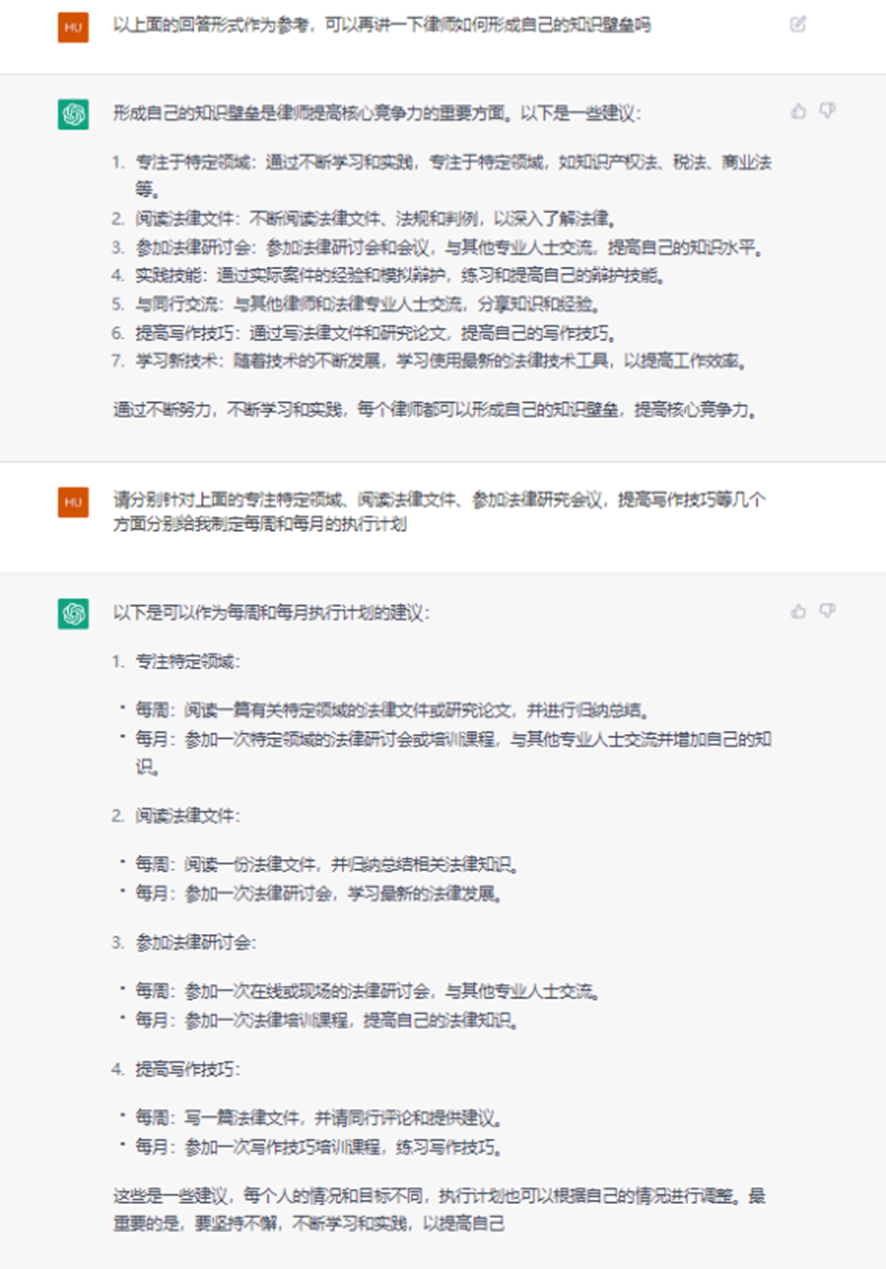 HU
以上面的回答形式作为参考，可以再讲一下律师如何形成自己的知识壁垒吗
形成自己的知识壁垒是律师提高核心竞争力的重要方面。以下是一些建议：
1. 专注于特定领域：通过不断学习和实践，专注于特定领域，如知识产权法、税法、商业法
等。
2. 阅读法律文件：不断阅读法律文件、法规和判例，以深入了解法律。
3. 参加法律研讨会：参加法律研讨会和会议，与其他专业人士交流，提高自己的知识水平。
4. 实践技能：通过实际案件的经验和模拟辩护，练习和提高自己的辩护技能。
5. 与同行交流：与其他律师和法律专业人士交流，分享知识和经验。
6. 提高写作技巧：通过写法律文件和研究论文，提高自己的写作技巧。
7. 学习新技术：随着技术的不断发展，学习使用最新的法律技术工具，以提高工作效率。
通过不断努力，不断学习和实践，每个律师都可以形成自己的知识壁垒，提高核心竞争力。
HU
请分别针对上面的专注特定领域、阅读法律文件、参加法律研究会议，提高写作技巧等几个
方面分别给我制定每周和每月的执行计划
以下是可以作为每周和每月执行计划的建议：
1. 专注特定领域：
• 每周：阅读一篇有关特定领域的法律文件或研究论文，并进行归纳总结。
• 每月：参加一次特定领域的法律研讨会或培训课程，与其他专业人士交流并增加自己的知
识。
2. 阅读法律文件：
• 每周：阅读一份法律文件，并归纳总结相关法律知识。
• 每月：参加一次法律研讨会，学习最新的法律发展。
3. 参加法律研讨会：
• 每周：参加一次在线或现场的法律研讨会，与其他专业人士交流。
• 每月：参加一次法律培训课程，提高自己的法律知识。
4. 提高写作技巧：
• 每周：写一篇法律文件，并请同行评论和提供建议。
• 每月：参加一次写作技巧培训课程，练习写作技巧。
这些是一些建议，每个人的情况和目标不同，执行计划也可以根据自己的情况进行调整。最
重要的是，要坚持不懈，不断学习和实践，以提高自己